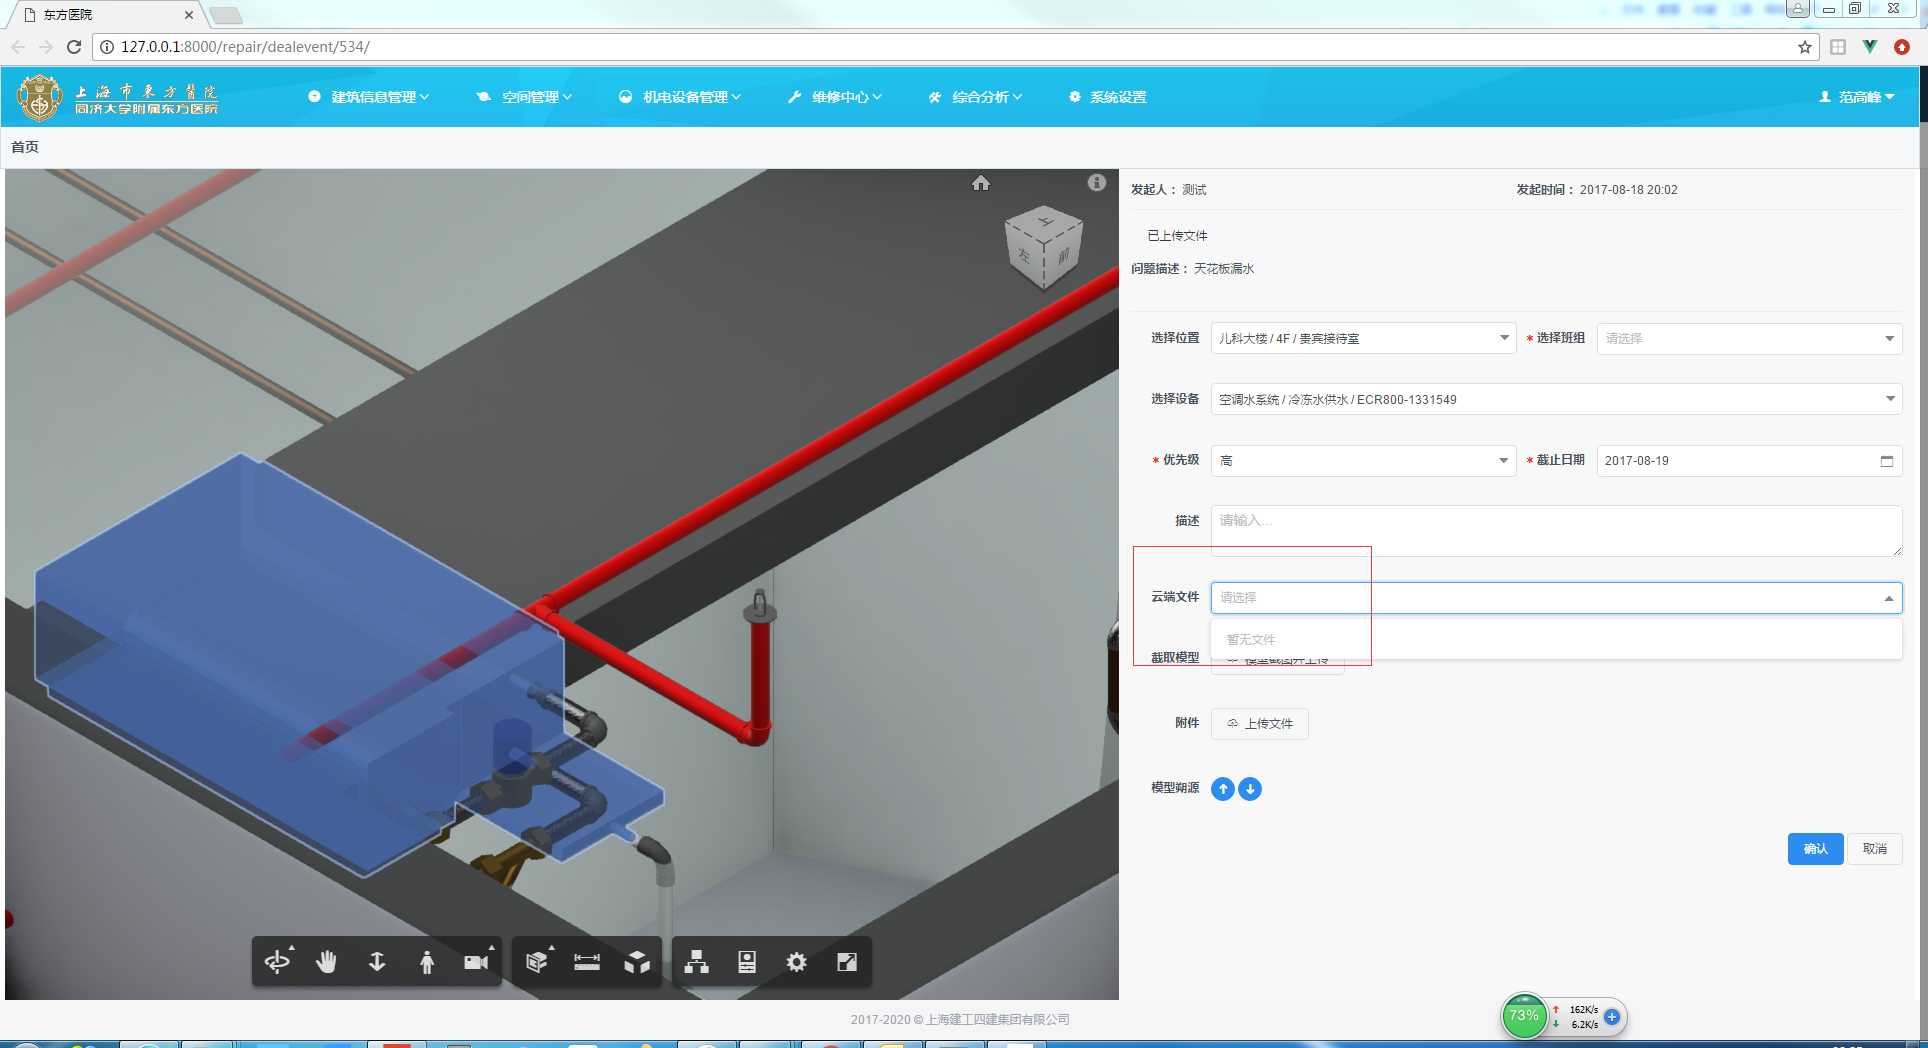 东方医院
127.0.0.1:8000/repair/dealevent/534/
上海市東方醫院
同济大学附属东方医院
建筑信息管理
空间管理
机电设备管理
维修中心
综合分析
系统设置
范高峰
首页
上
左
前
发起人： 测试
发起时间： 2017-08-18 20:02
已上传文件
问题描述： 天花板漏水
选择位置 儿科大楼 / 4F / 贵宾接待室
* 选择班组 请选择
选择设备 空调水系统 / 冷冻水供水 / ECR800-1331549
* 优先级 高
* 截止日期 2017-08-19
描述 请输入...
云端文件 请选择
暂无文件
截取模型 模型截图并上传
附件 上传文件
模型朔源
确认
取消
2017-2020 © 上海建工四建集团有限公司
73%
162K/s
6.2K/s